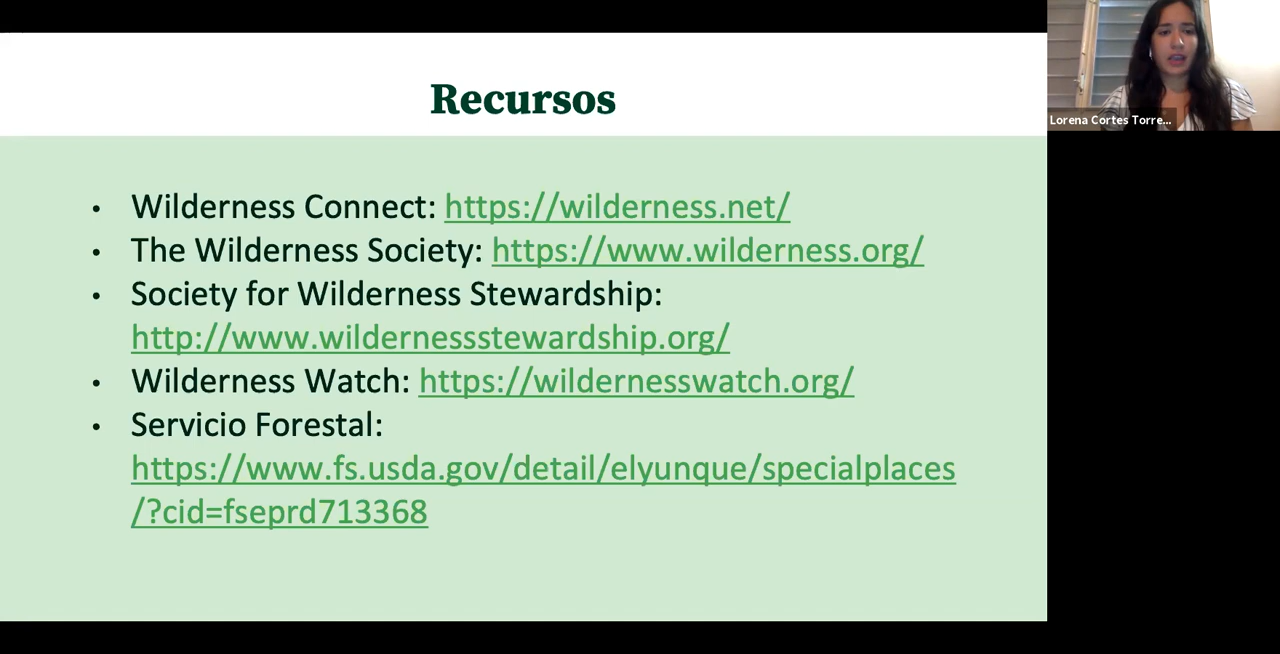 Recursos
Lorena Cortes Torre...
• Wilderness Connect: https://wilderness.net/
• The Wilderness Society: https://www.wilderness.org/
• Society for Wilderness Stewardship:
http://www.wildernessstewardship.org/
• Wilderness Watch: https://wildernesswatch.org/
• Servicio Forestal:
https://www.fs.usda.gov/detail/elyunque/specialplaces
/?cid=fseprd713368